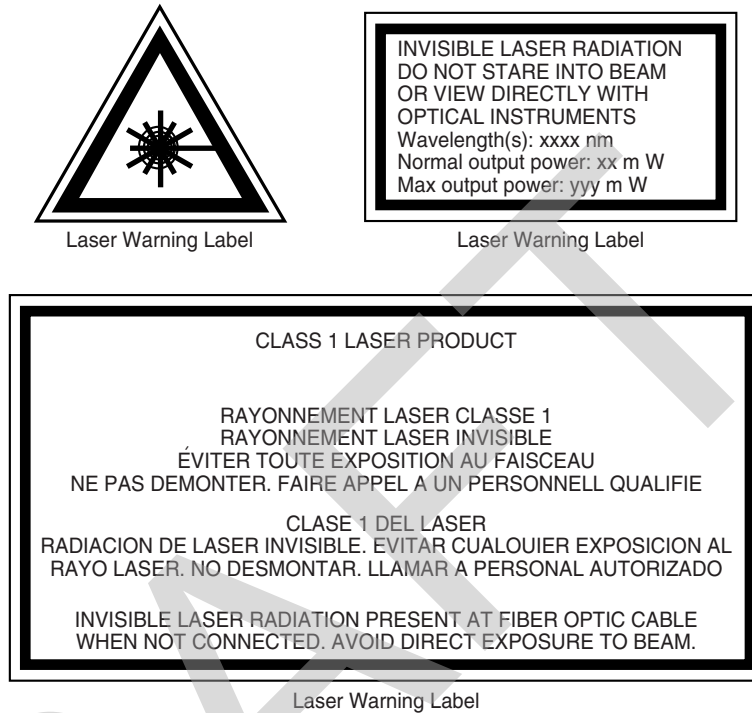 INVISIBLE LASER RADIATION
DO NOT STARE INTO BEAM
OR VIEW DIRECTLY WITH
OPTICAL INSTRUMENTS
Wavelength(s): xxxx nm
Normal output power: xx m W
Max output power: yyy m W
Laser Warning Label
Laser Warning Label
CLASS 1 LASER PRODUCT
RAYONNEMENT LASER CLASSE 1
RAYONNEMENT LASER INVISIBLE
ÉVITER TOUTE EXPOSITION AU FAISCEAU
NE PAS DEMONTER. FAIRE APPEL A UN PERSONNELL QUALIFIE
CLASE 1 DEL LASER
RADIACION DE LASER INVISIBLE. EVITAR CUALOUIER EXPOSICION AL
RAYO LASER. NO DESMONTAR. LLAMAR A PERSONAL AUTORIZADO
INVISIBLE LASER RADIATION PRESENT AT FIBER OPTIC CABLE
WHEN NOT CONNECTED. AVOID DIRECT EXPOSURE TO BEAM.
Laser Warning Label